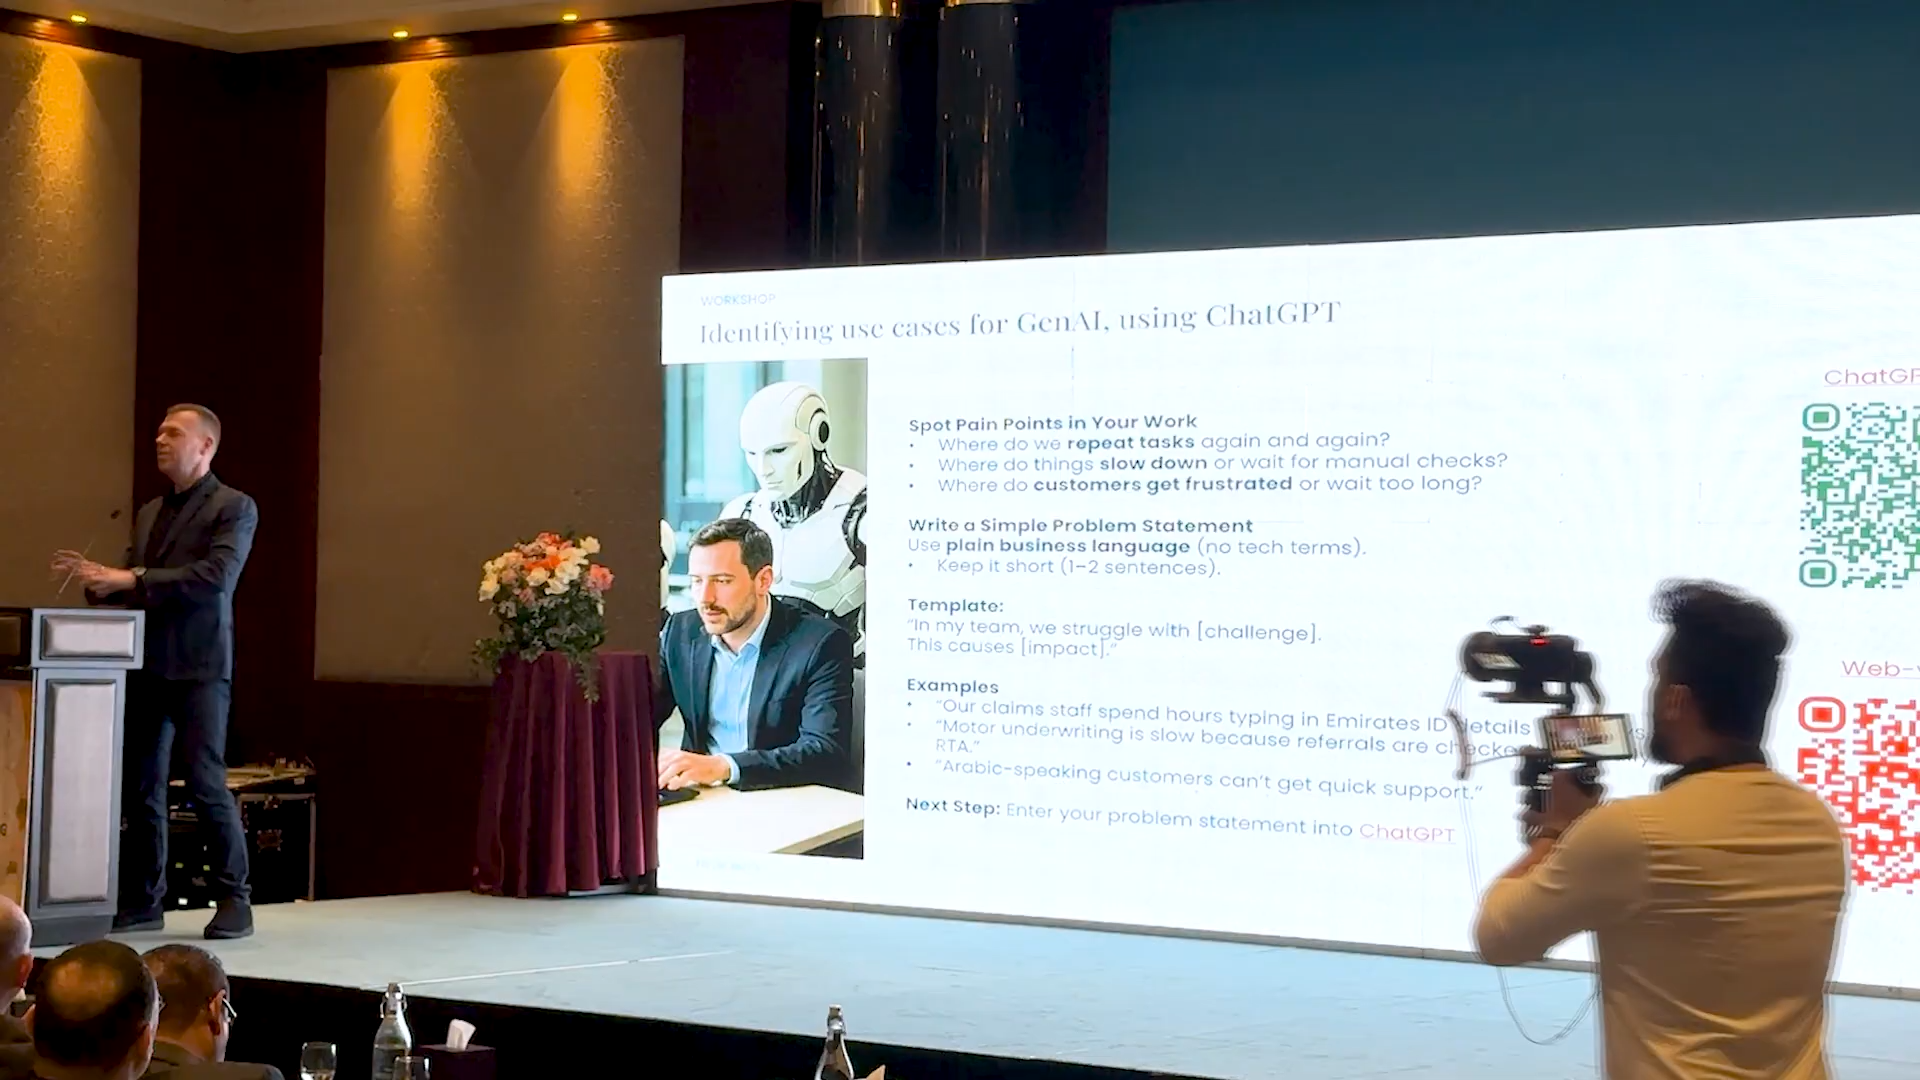 WORKSHOP
Identifying use cases for GenAI, using ChatGPT
Spot Pain Points in Your Work
• Where do we repeat tasks again and again?
• Where do things slow down or wait for manual checks?
• Where do customers get frustrated or wait too long?
Write a Simple Problem Statement
Use plain business language (no tech terms).
• Keep it short (1–2 sentences).
Template:
"In my team, we struggle with [challenge].
This causes [impact]."
Examples
• "Our claims staff spend hours typing in Emirates ID details
• "Motor underwriting is slow because referrals are checke
RTA."
• "Arabic-speaking customers can't get quick support."
Next Step: Enter your problem statement into ChatGPT
ChatGP
Web-